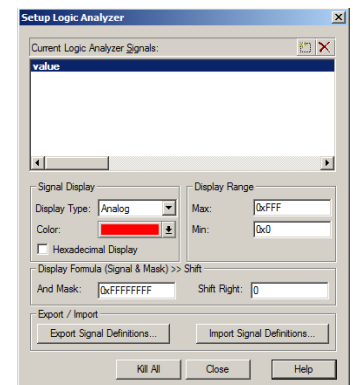 Setup Logic Analyzer
Current Logic Analyzer Signals:
value
Signal Display
Display Range
Display Type: Analog
Max: 0xFFF
Color:
Min: 0x0
Hexadecimal Display
Display Formula (Signal & Mask) >> Shift
And Mask: 0xFFFFFFFF
Shift Right: 0
Export / Import
Export Signal Definitions...
Import Signal Definitions...
Kill All
Close
Help